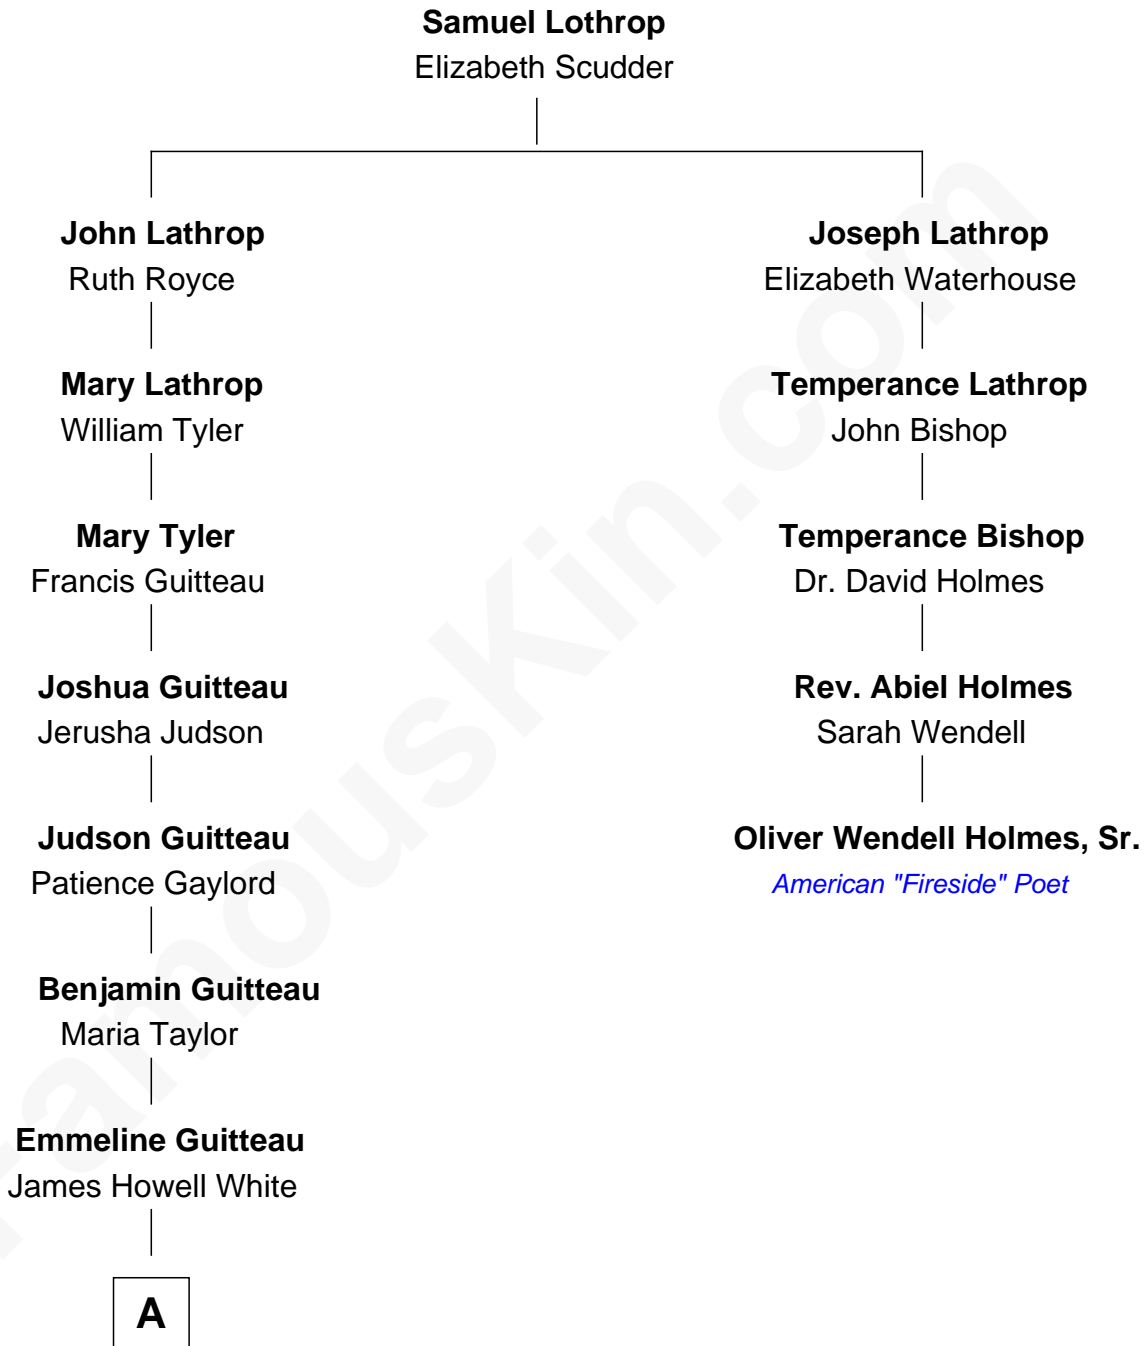 Samuel Lothrop
Elizabeth Scudder
John Lathrop
Ruth Royce
Mary Lathrop
William Tyler
Mary Tyler
Francis Guitteau
Joshua Guitteau
Jerusha Judson
Judson Guitteau
Patience Gaylord
Benjamin Guitteau
Maria Taylor
Emmeline Guitteau
James Howell White
A
Joseph Lathrop
Elizabeth Waterhouse
Temperance Lathrop
John Bishop
Temperance Bishop
Dr. David Holmes
Rev. Abiel Holmes
Sarah Wendell
Oliver Wendell Holmes, Sr.
American "Fireside" Poet
FamousKin.com